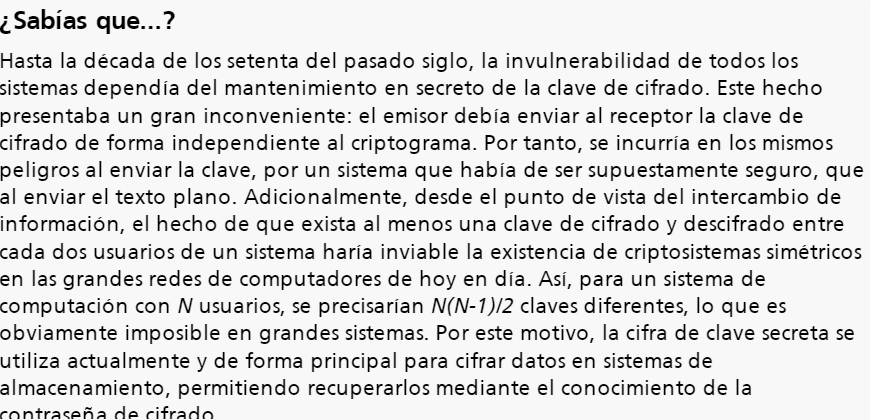 ¿Sabías que...?
Hasta la década de los setenta del pasado siglo, la invulnerabilidad de todos los
sistemas dependía del mantenimiento en secreto de la clave de cifrado. Este hecho
presentaba un gran inconveniente: el emisor debía enviar al receptor la clave de
cifrado de forma independiente al criptograma. Por tanto, se incurría en los mismos
peligros al enviar la clave, por un sistema que había de ser supuestamente seguro, que
al enviar el texto plano. Adicionalmente, desde el punto de vista del intercambio de
información, el hecho de que exista al menos una clave de cifrado y descifrado entre
cada dos usuarios de un sistema haría inviable la existencia de criptosistemas simétricos
en las grandes redes de computadores de hoy en día. Así, para un sistema de
computación con N usuarios, se precisarían N(N-1)/2 claves diferentes, lo que es
obviamente imposible en grandes sistemas. Por este motivo, la cifra de clave secreta se
utiliza actualmente y de forma principal para cifrar datos en sistemas de
almacenamiento, permitiendo recuperarlos mediante el conocimiento de la
contraseña de cifrado.